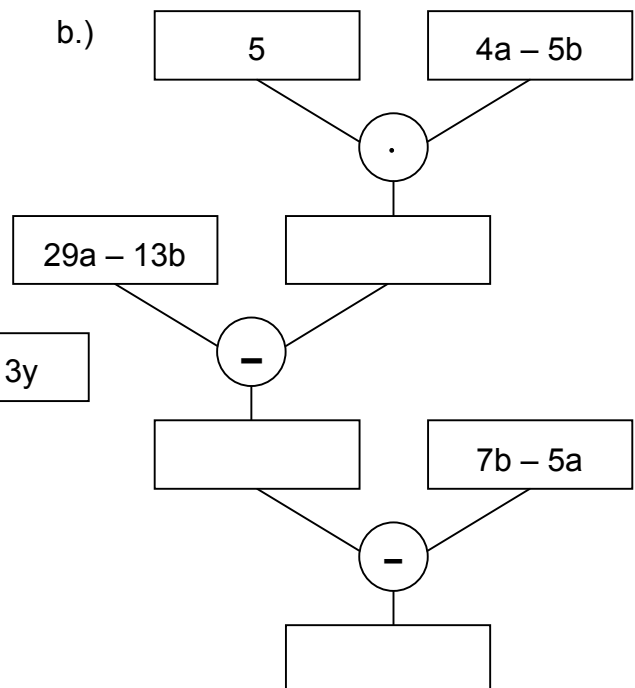 b.)
5
4a – 5b
·
29a – 13b
–
3y
7b – 5a
–